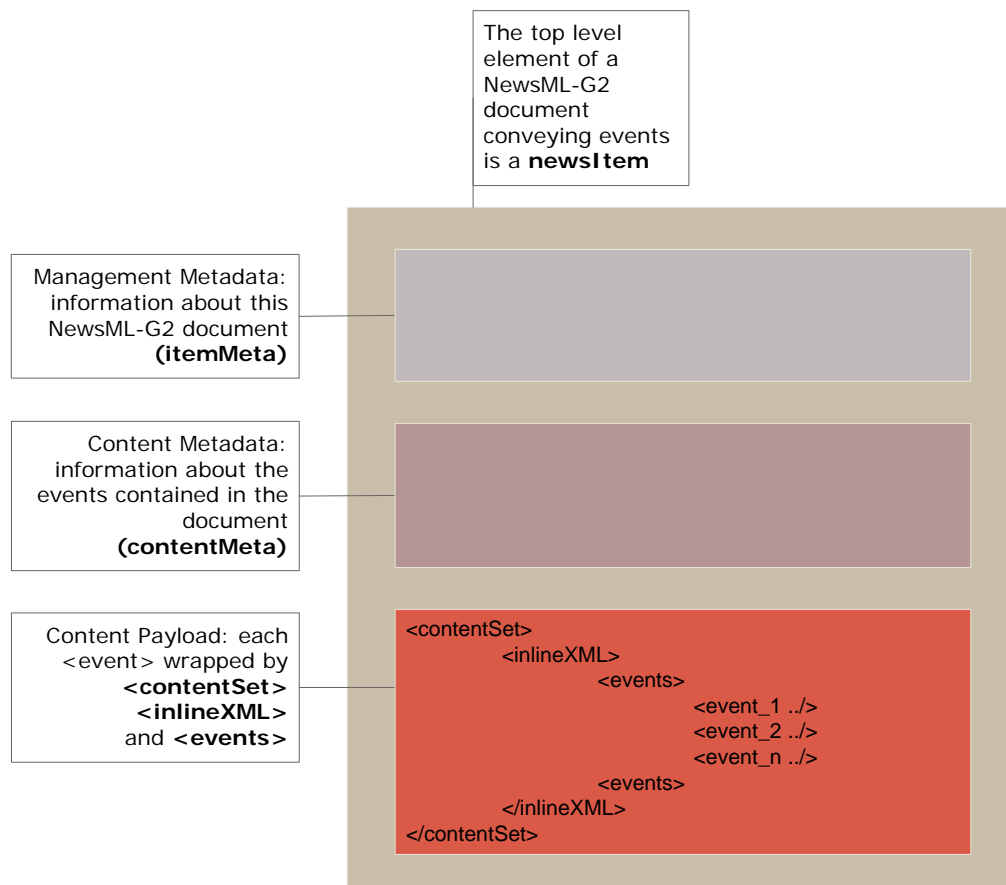 The top level
element of a
NewsML-G2
document
conveying events
is a newsItem
Management Metadata:
information about this
NewsML-G2 document
(itemMeta)
Content Metadata:
information about the
events contained in the
document
(contentMeta)
Content Payload: each
<event> wrapped by
<contentSet>
<inlineXML>
and <events>
<contentSet>
<inlineXML>
<events>
<event_1 ../>
<event_2 ../>
<event_n ../>
<events>
</inlineXML>
</contentSet>